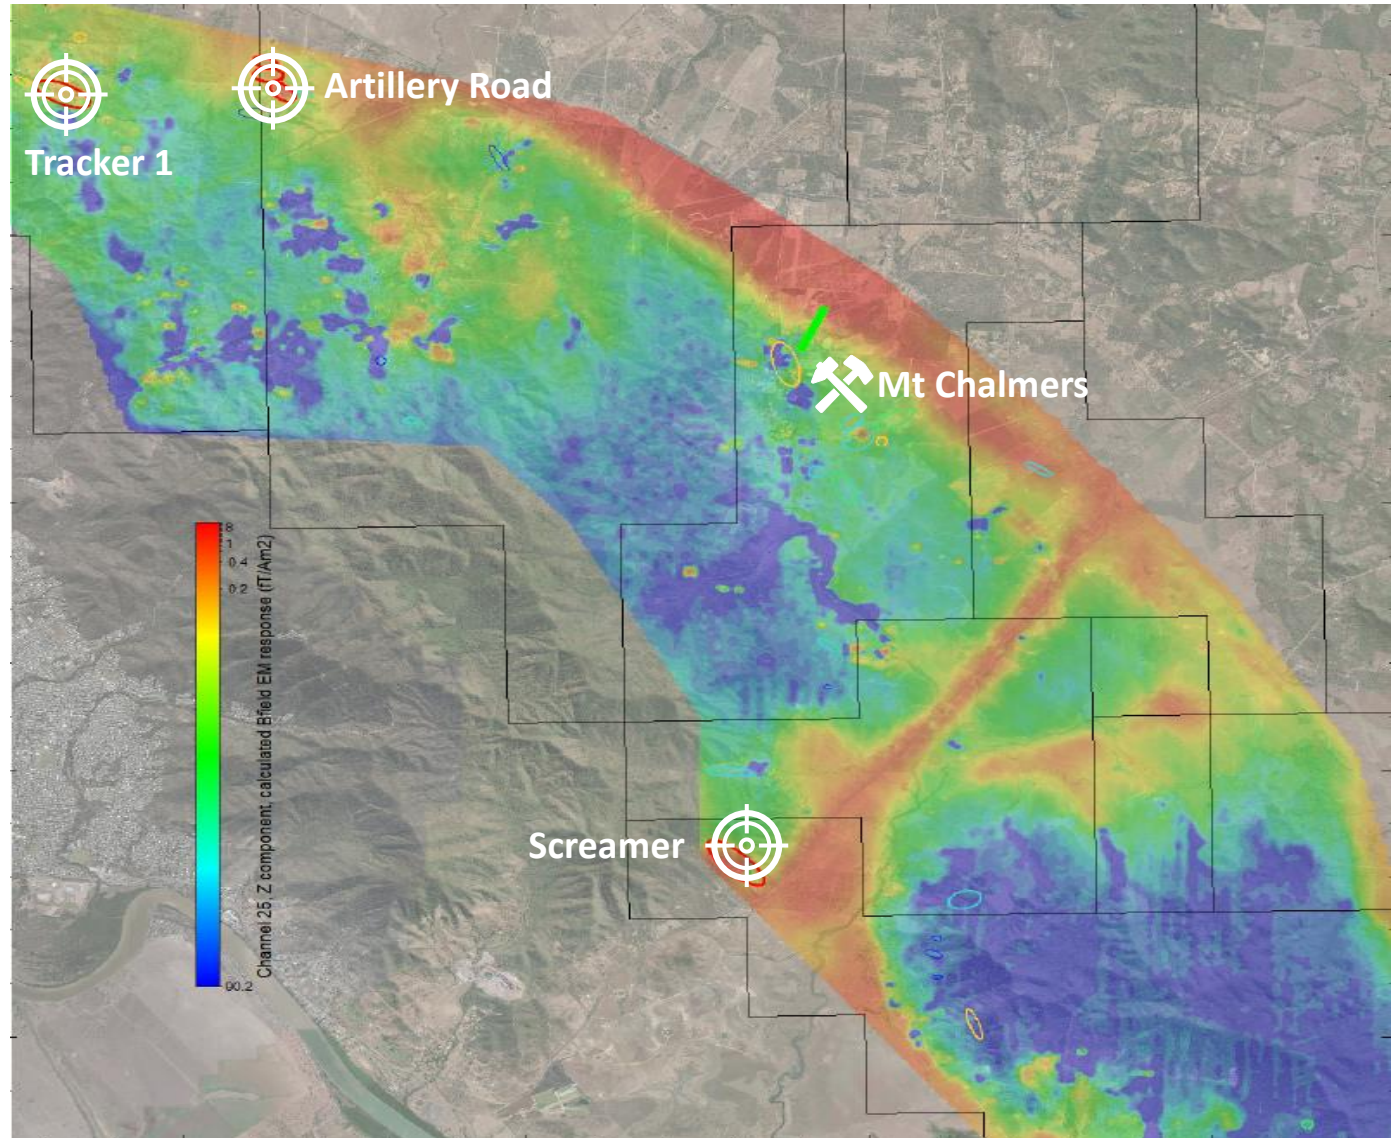 Artillery Road
Tracker 1
Mt Chalmers
8
1
0.4
0.2
Channel 25, Z component, calculated Bfield EM response (fT/Am2)
90.2
Screamer